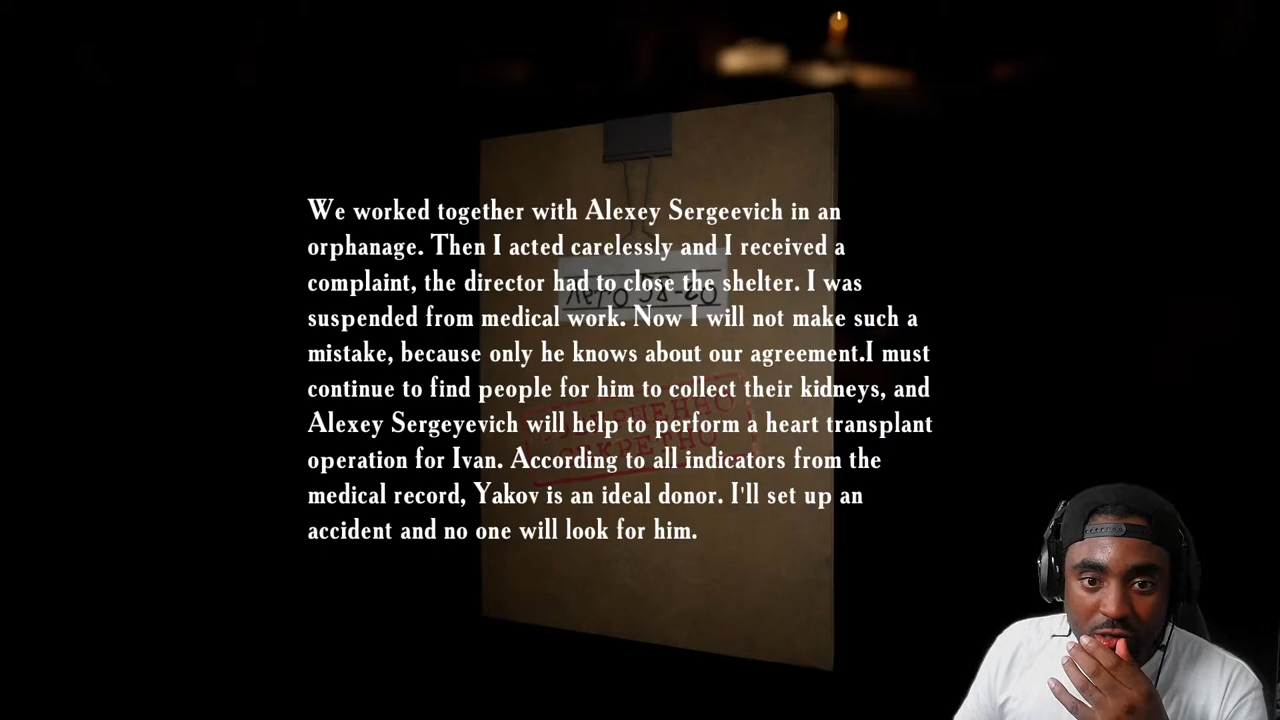 We worked together with Alexey Sergeevich in an
orphanage. Then I acted carelessly and I received a
complaint, the director had to close the shelter. I was
suspended from medical work. Now I will not make such a
mistake, because only he knows about our agreement.I must
continue to find people for him to collect their kidneys, and
Alexey Sergeyevich will help to perform a heart transplant
operation for Ivan. According to all indicators from the
medical record, Yakov is an ideal donor. I'll set up an
accident and no one will look for him.